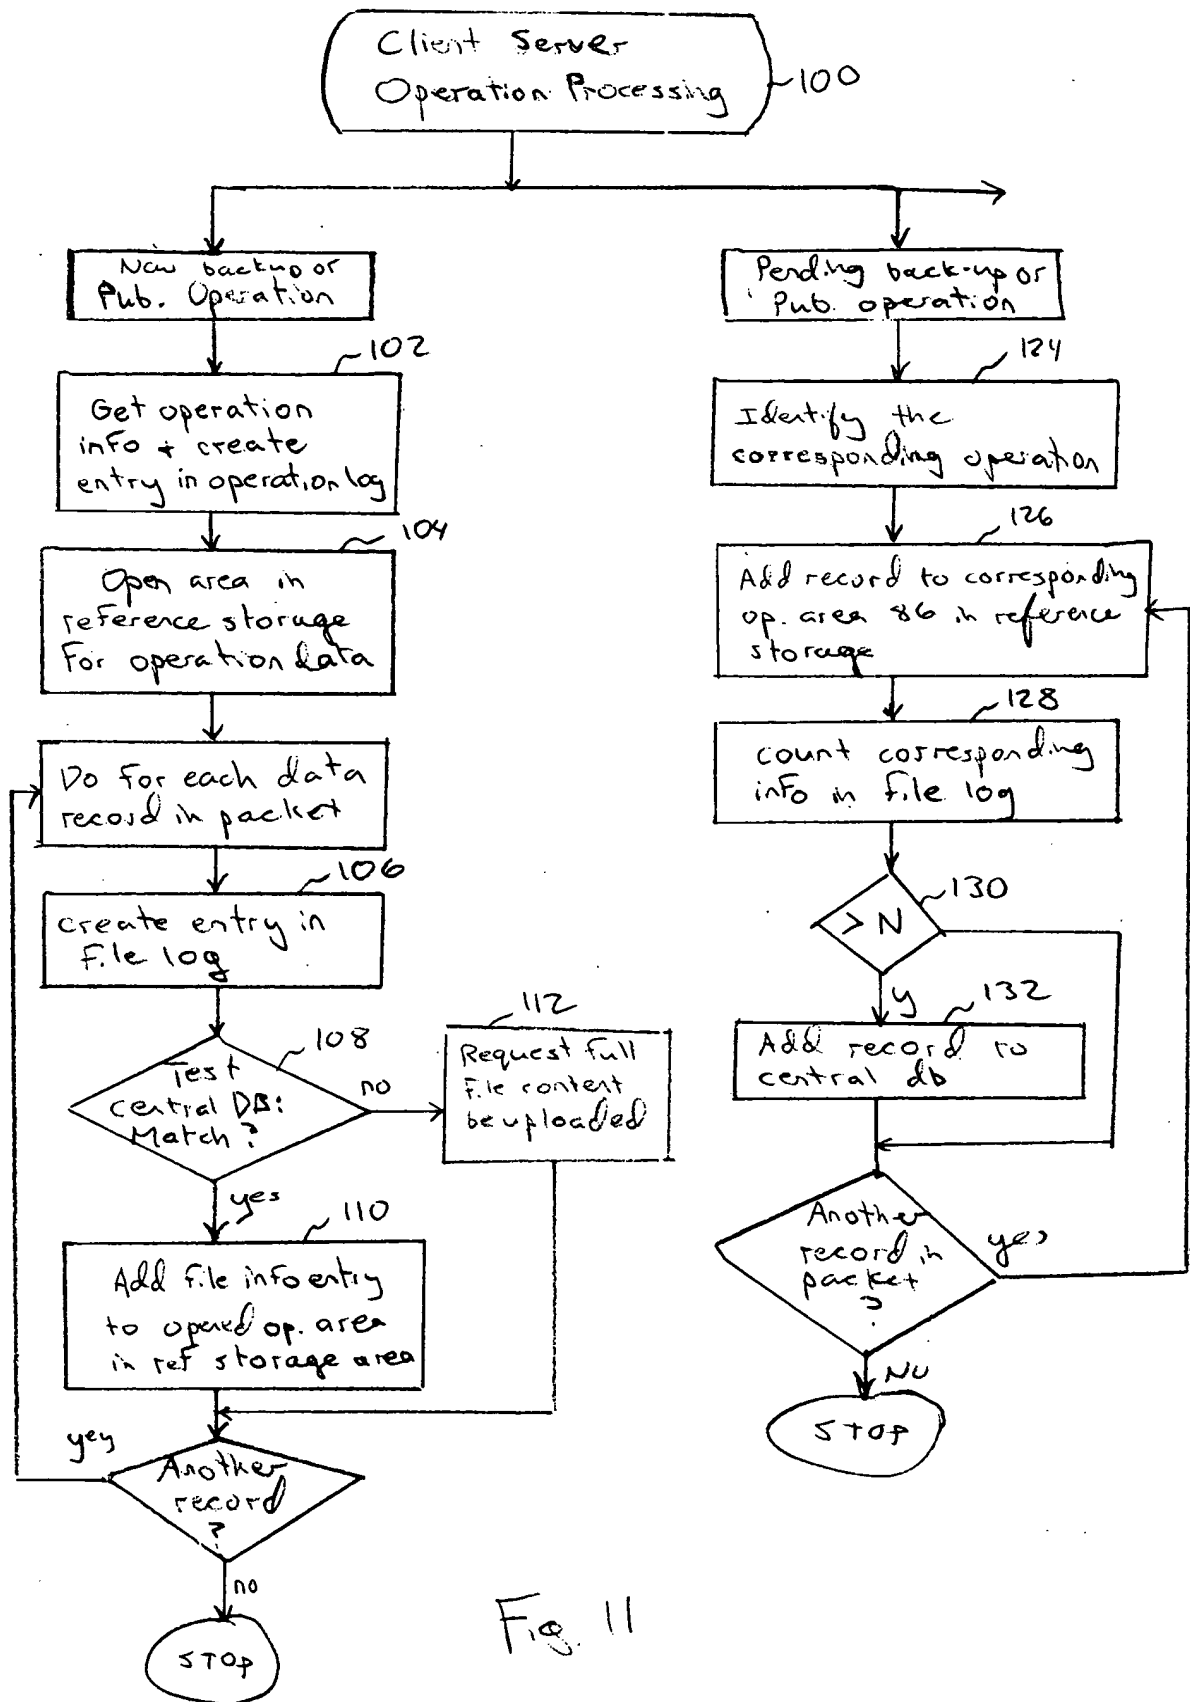 Client Server
Operation Processing
100
New backup or
Pub. Operation
102
Get operation
info + create
entry in operation log
104
Open area in
reference storage
for operation data
Do for each data
record in packet
106
create entry in
file log
108
Test
central DB:
Match?
no
112
Request full
file content
be uploaded
yes
110
Add file info entry
to opened op. area
in ref storage area
yes
Another
record
?
no
STOP
Pending back-up or
Pub. operation
124
Identify the
corresponding operation
126
Add record to corresponding
op. area 86 in reference
storage
128
count corresponding
info in file log
130
> N
y
132
Add record to
central db
Another
record in
packet
?
yes
No
STOP
Fig. 11